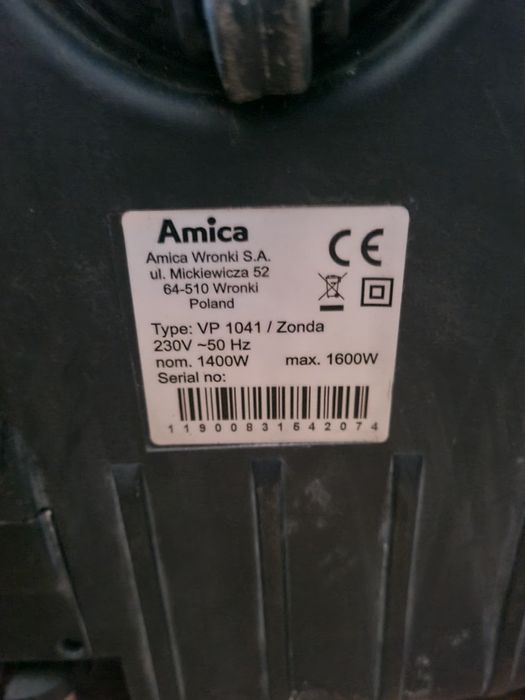 Amica
Amica Wronki S.A.
ul. Mickiewicza 52
64-510 Wronki
Poland
CE
Type: VP 1041 / Zonda
230V ~50 Hz
nom. 1400W max. 1600W
Serial no:
11900831542074